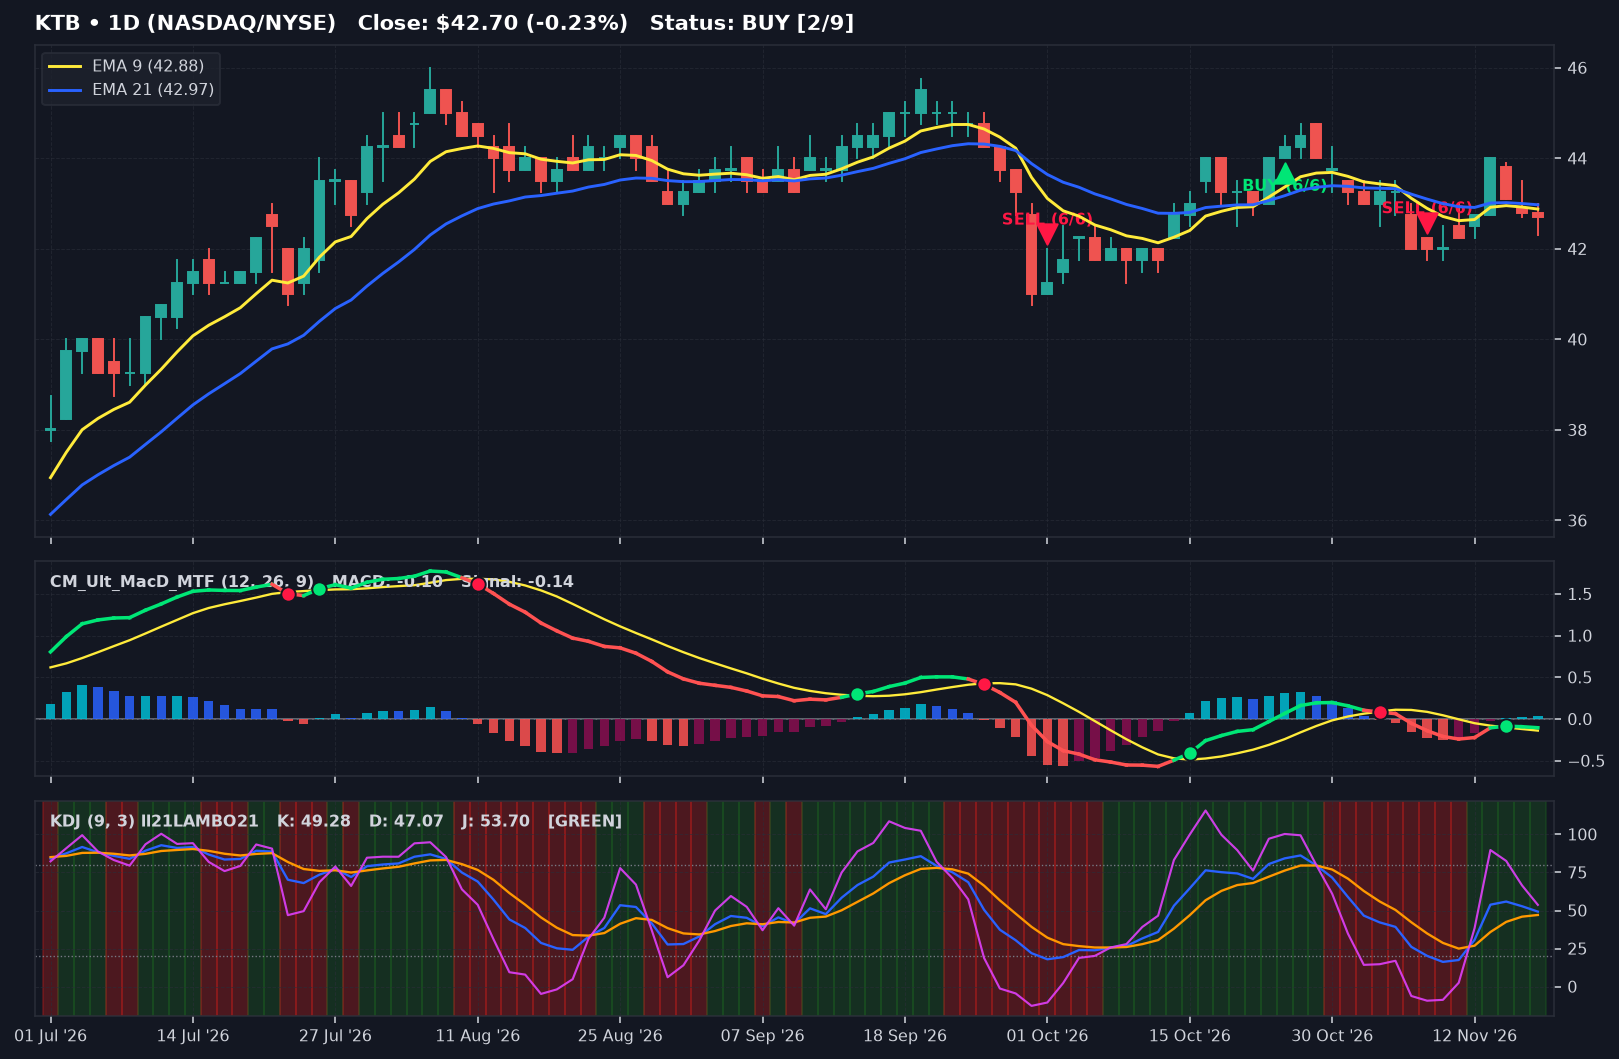 KTB • 1D (NASDAQ/NYSE)   Close: $42.70 (-0.23%)   Status: BUY [2/9]
EMA 9 (42.88)
EMA 21 (42.97)
46
44
42
40
38
36
BUY (6/6)
SELL (6/6)
SELL (6/6)
CM_Ult_MacD_MTF (12, 26, 9)   MACD: -0.10   Signal: -0.14
1.5
1.0
0.5
0.0
−0.5
KDJ (9, 3) ll21LAMBO21   K: 49.28   D: 47.07   J: 53.70   [GREEN]
100
75
50
25
0
01 Jul '26
14 Jul '26
27 Jul '26
11 Aug '26
25 Aug '26
07 Sep '26
18 Sep '26
01 Oct '26
15 Oct '26
30 Oct '26
12 Nov '26